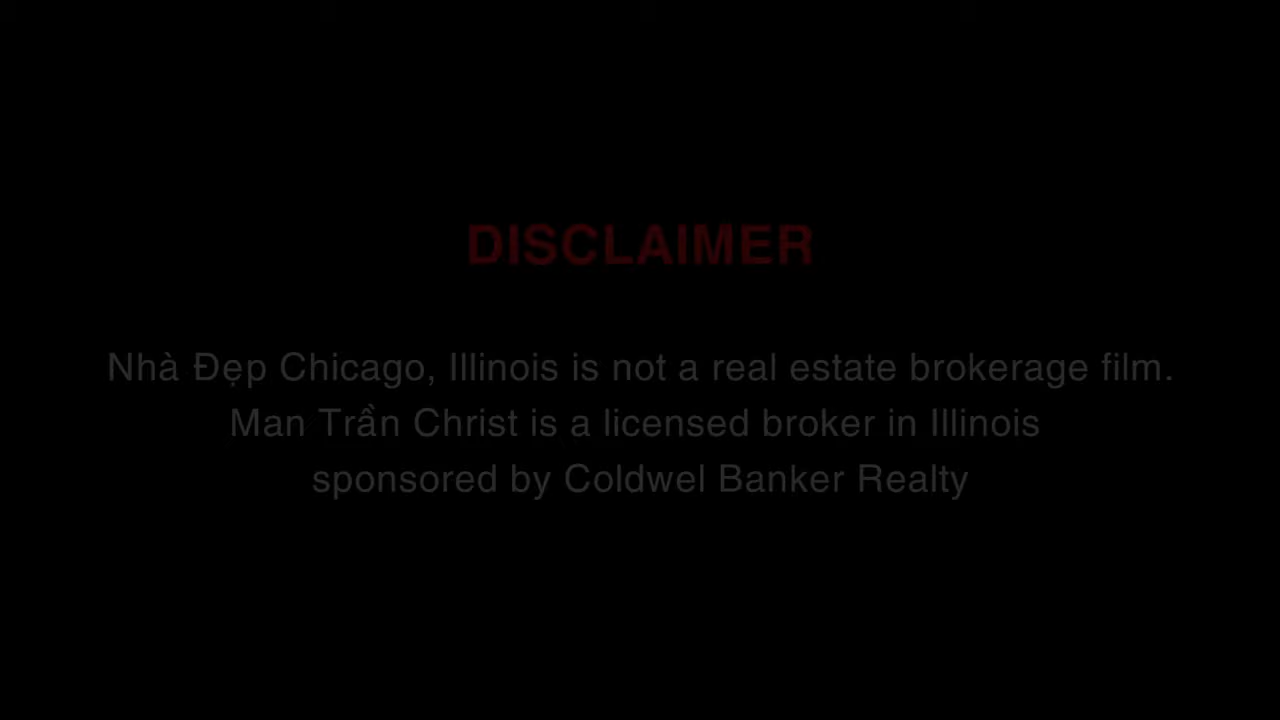 DISCLAIMER
Nhà Đẹp Chicago, Illinois is not a real estate brokerage film.
Man Trần Christ is a licensed broker in Illinois
sponsored by Coldwel Banker Realty